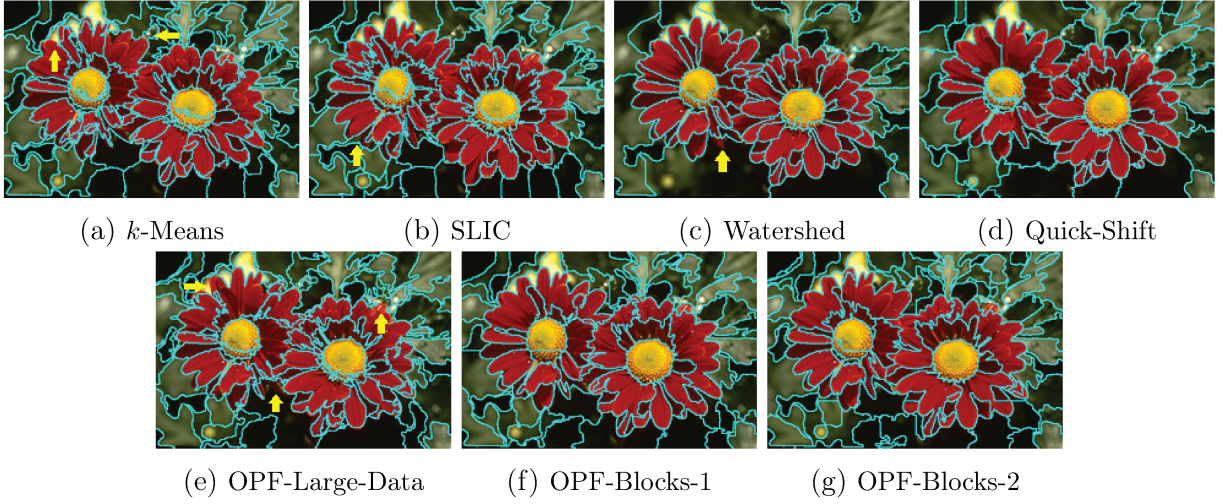 (a) k-Means
(b) SLIC
(c) Watershed
(d) Quick-Shift
(e) OPF-Large-Data
(f) OPF-Blocks-1
(g) OPF-Blocks-2